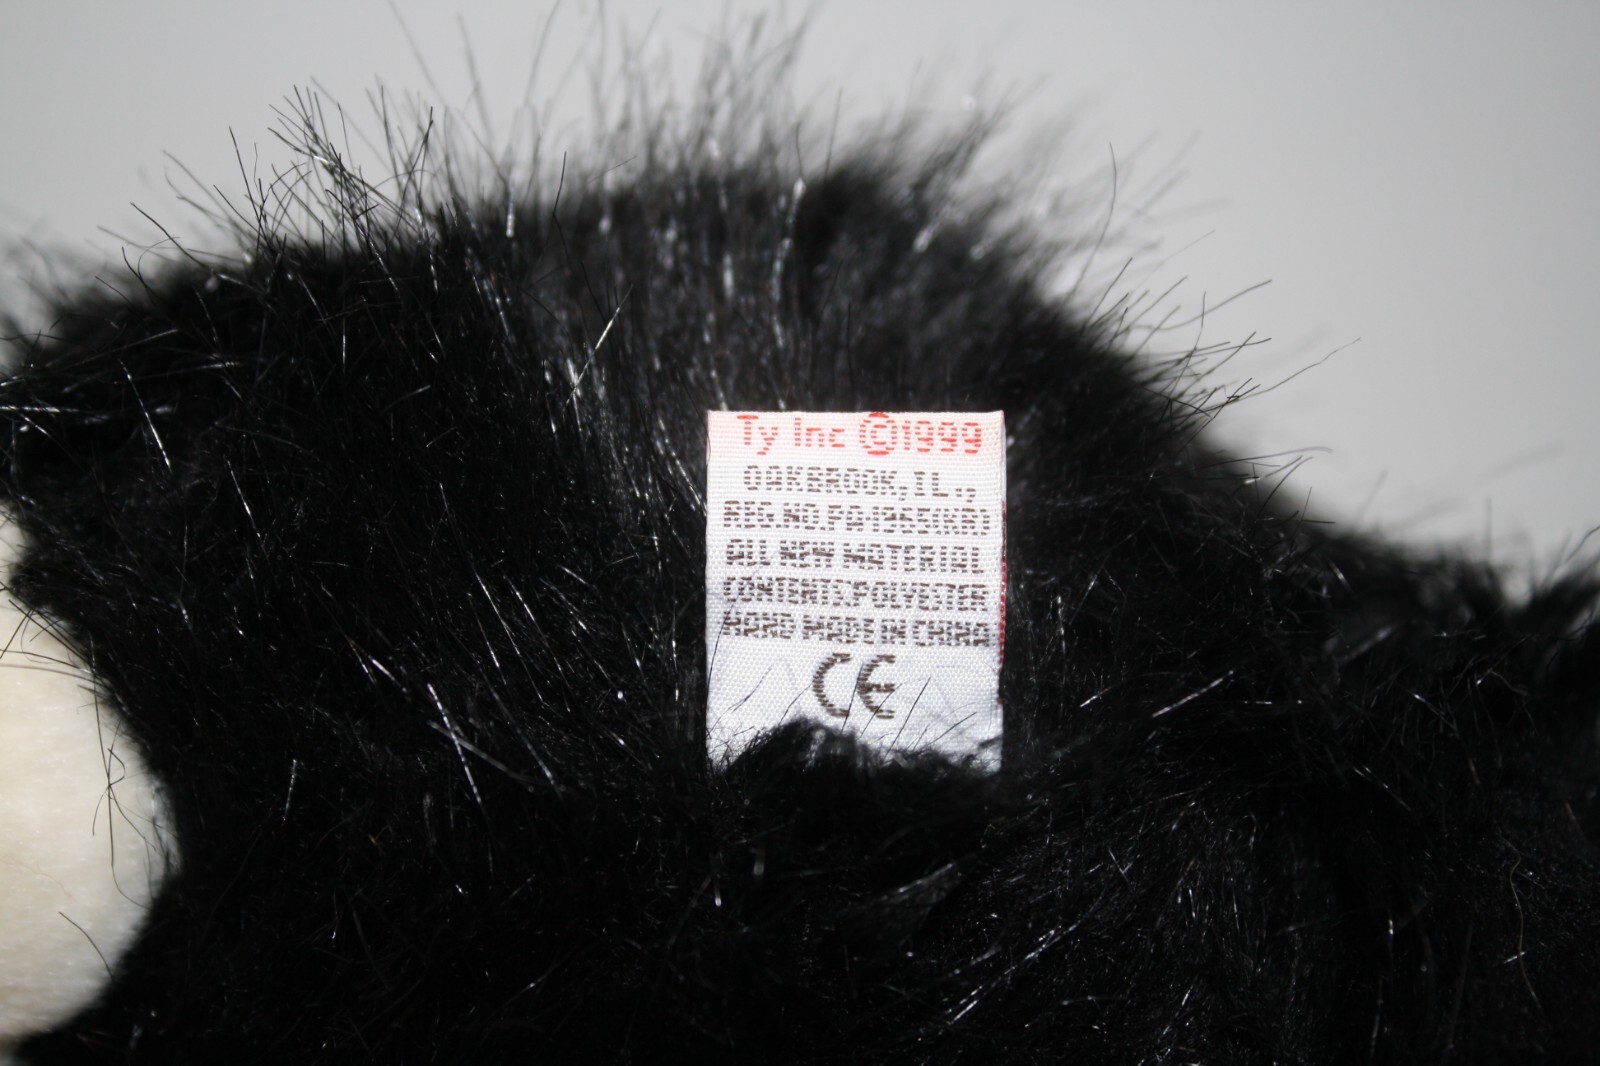 Ty Inc ©1999
OAKBROOK, IL.,
REG.NO.PA-1965(KR)
ALL NEW MATERIAL
CONTENTS:POLYESTER
HAND MADE IN CHINA
CE